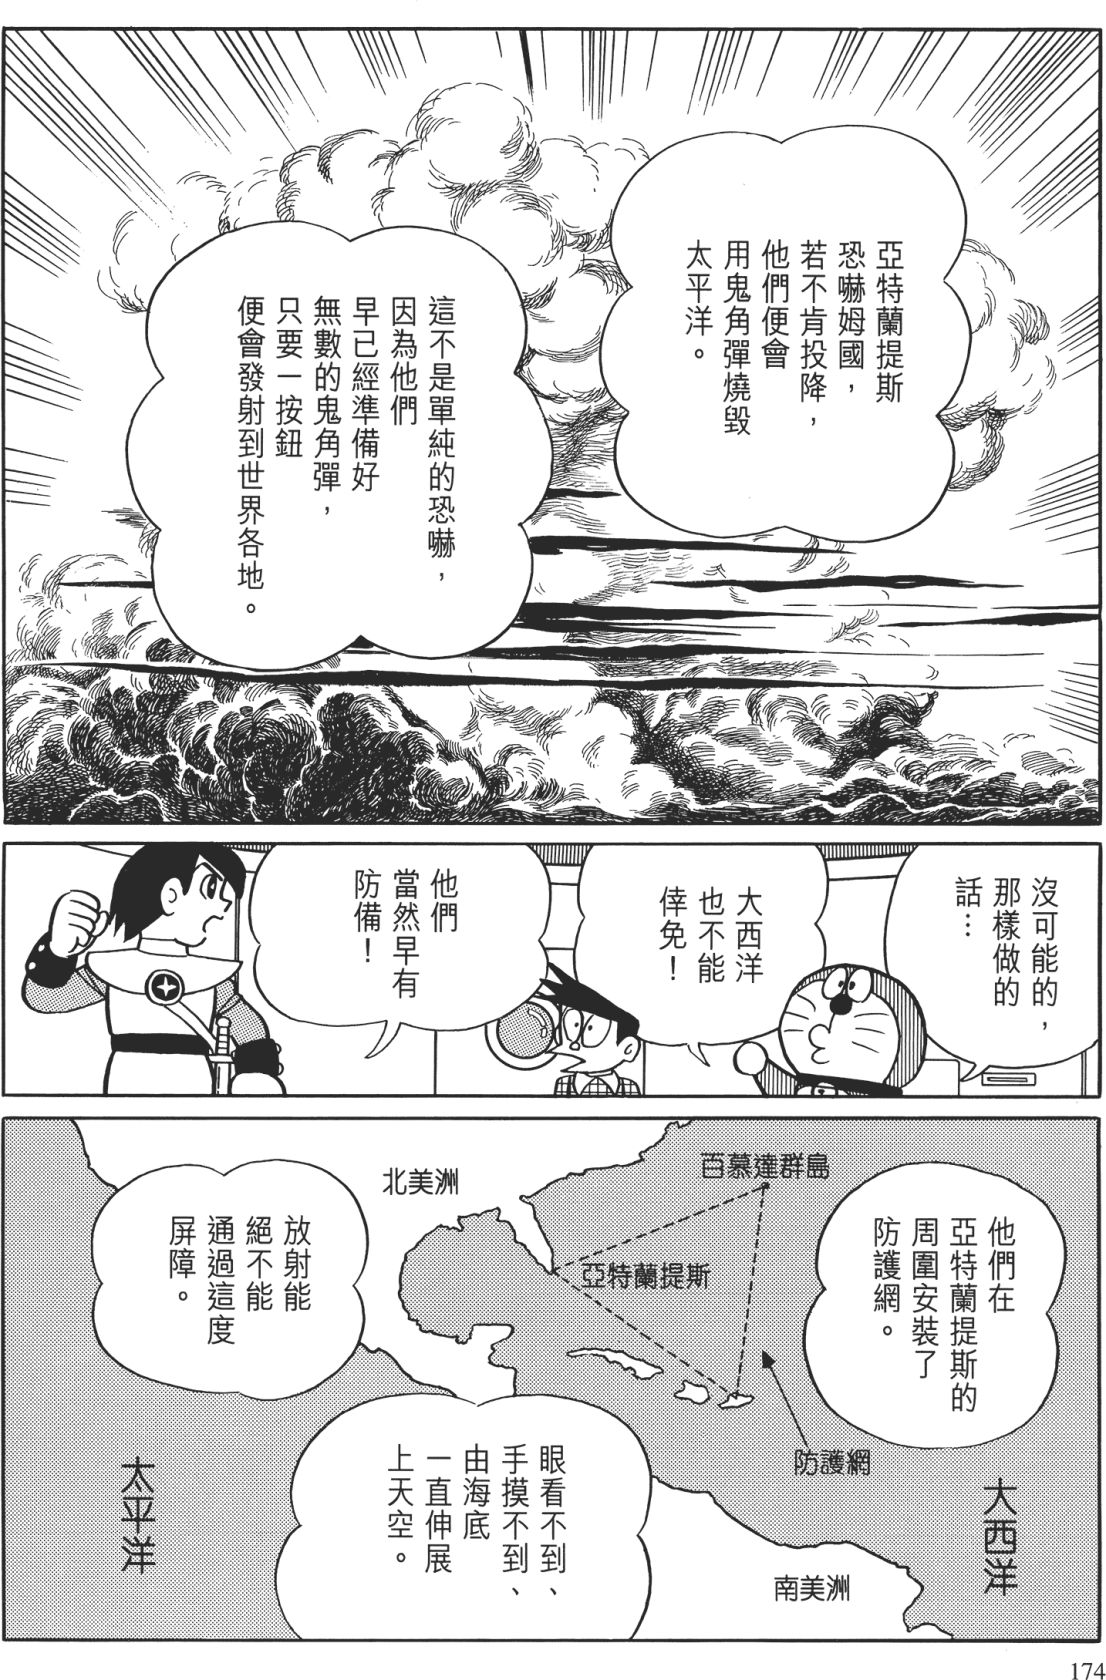 亞特蘭提斯
恐嚇姆國，
若不肯投降，
他們便會
用鬼角彈燒毀
太平洋。
這不是單純的恐嚇，
因為他們
早已經準備好
無數的鬼角彈，
只要一按鈕
便會發射到世界各地。
沒可能的，
那樣做的
話…
大西洋
也不能
倖免！
他們
當然早有
防備！
他們在
亞特蘭提斯的
周圍安裝了
防護網。
百慕達群島
北美洲
亞特蘭提斯
防護網
大西洋
南美洲
太平洋
眼看不到、
手摸不到、
由海底
一直伸展
上天空。
放射能
絕不能
通過這度
屏障。
174